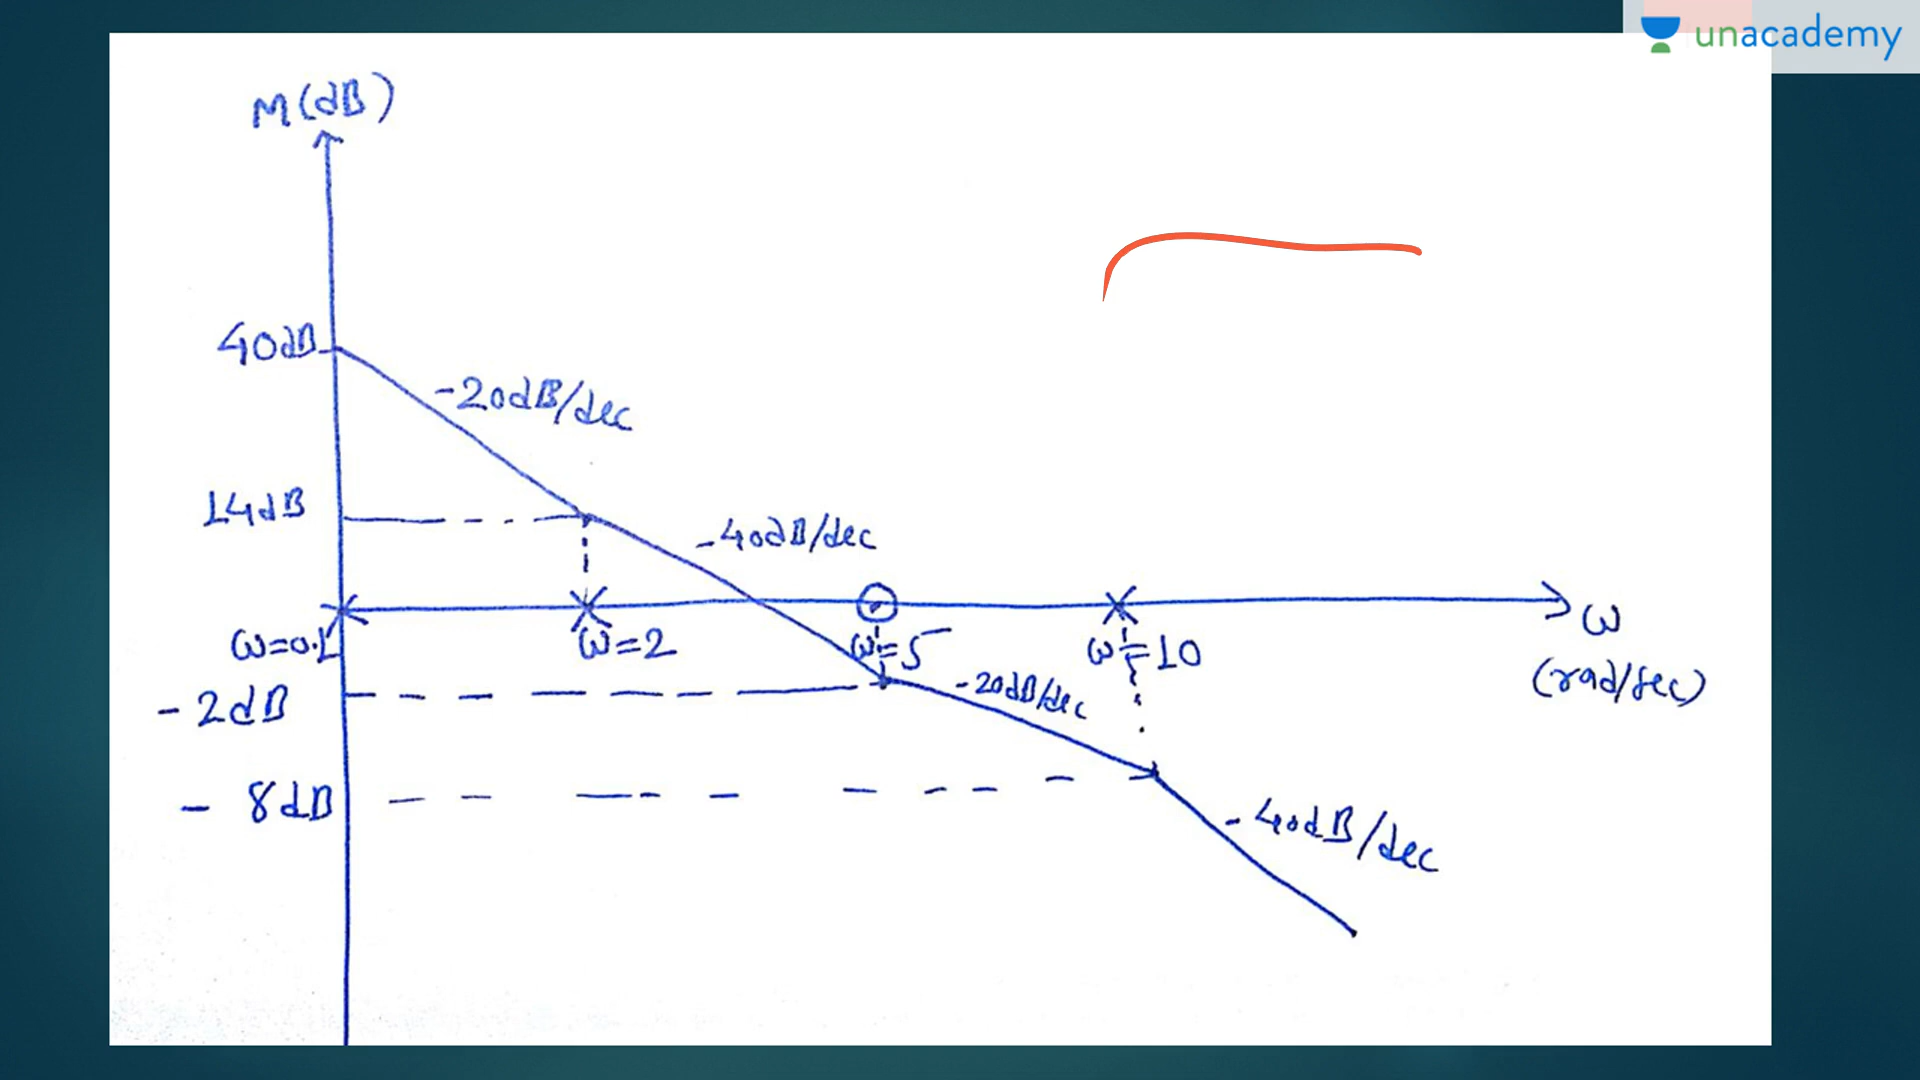 unacademy
M(dB)
40dB
-20dB/dec
14dB
-40dB/dec
ω=0.1
ω=2
ω=5
ω=10
ω
(rad/sec)
-2dB
-20dB/dec
- 8dB
-40dB/dec